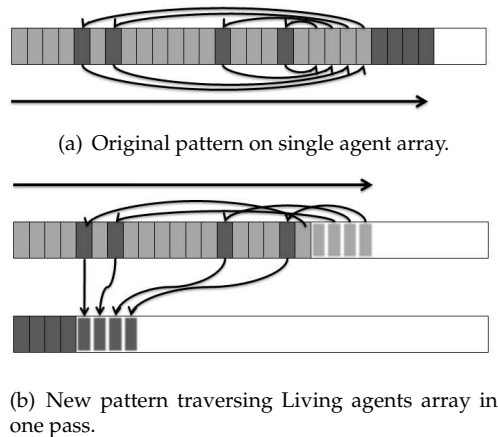 (a) Original pattern on single agent array.
(b) New pattern traversing Living agents array in
one pass.